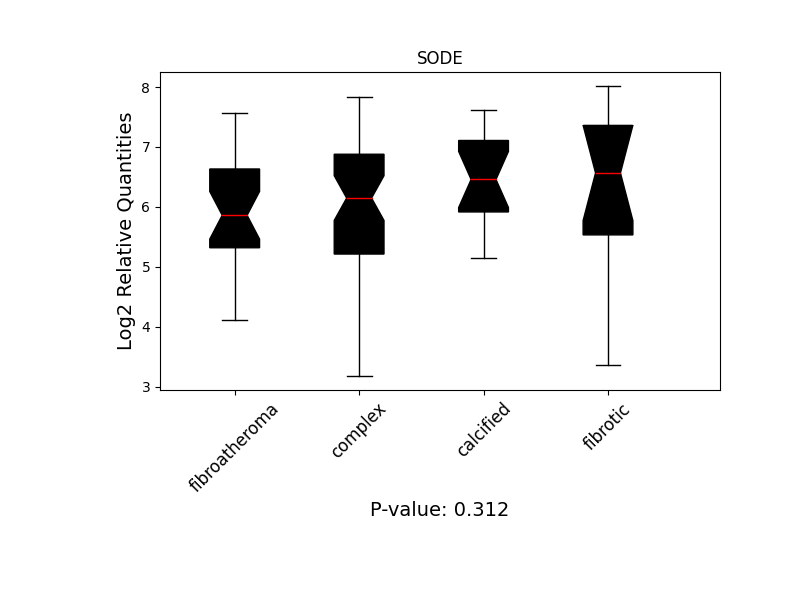 SODE
Log2 Relative Quantities
8
7
6
5
4
3
fibroatheroma
complex
calcified
fibrotic
P-value: 0.312